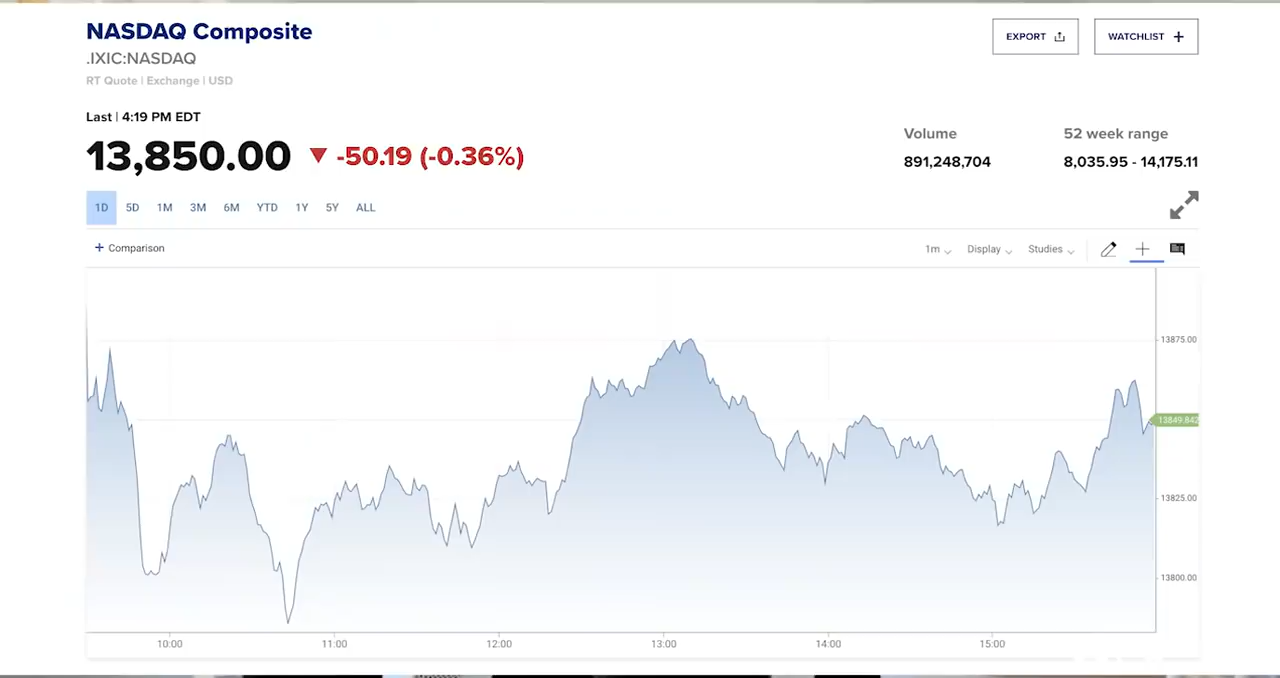 NASDAQ Composite
.IXIC:NASDAQ
RT Quote | Exchange | USD
EXPORT
WATCHLIST +
Last | 4:19 PM EDT
13,850.00 ▼ -50.19 (-0.36%)
Volume
891,248,704
52 week range
8,035.95 - 14,175.11
1D 5D 1M 3M 6M YTD 1Y 5Y ALL
+ Comparison
1m Display Studies
13875.00
13849.842
13825.00
13800.00
10:00 11:00 12:00 13:00 14:00 15:00